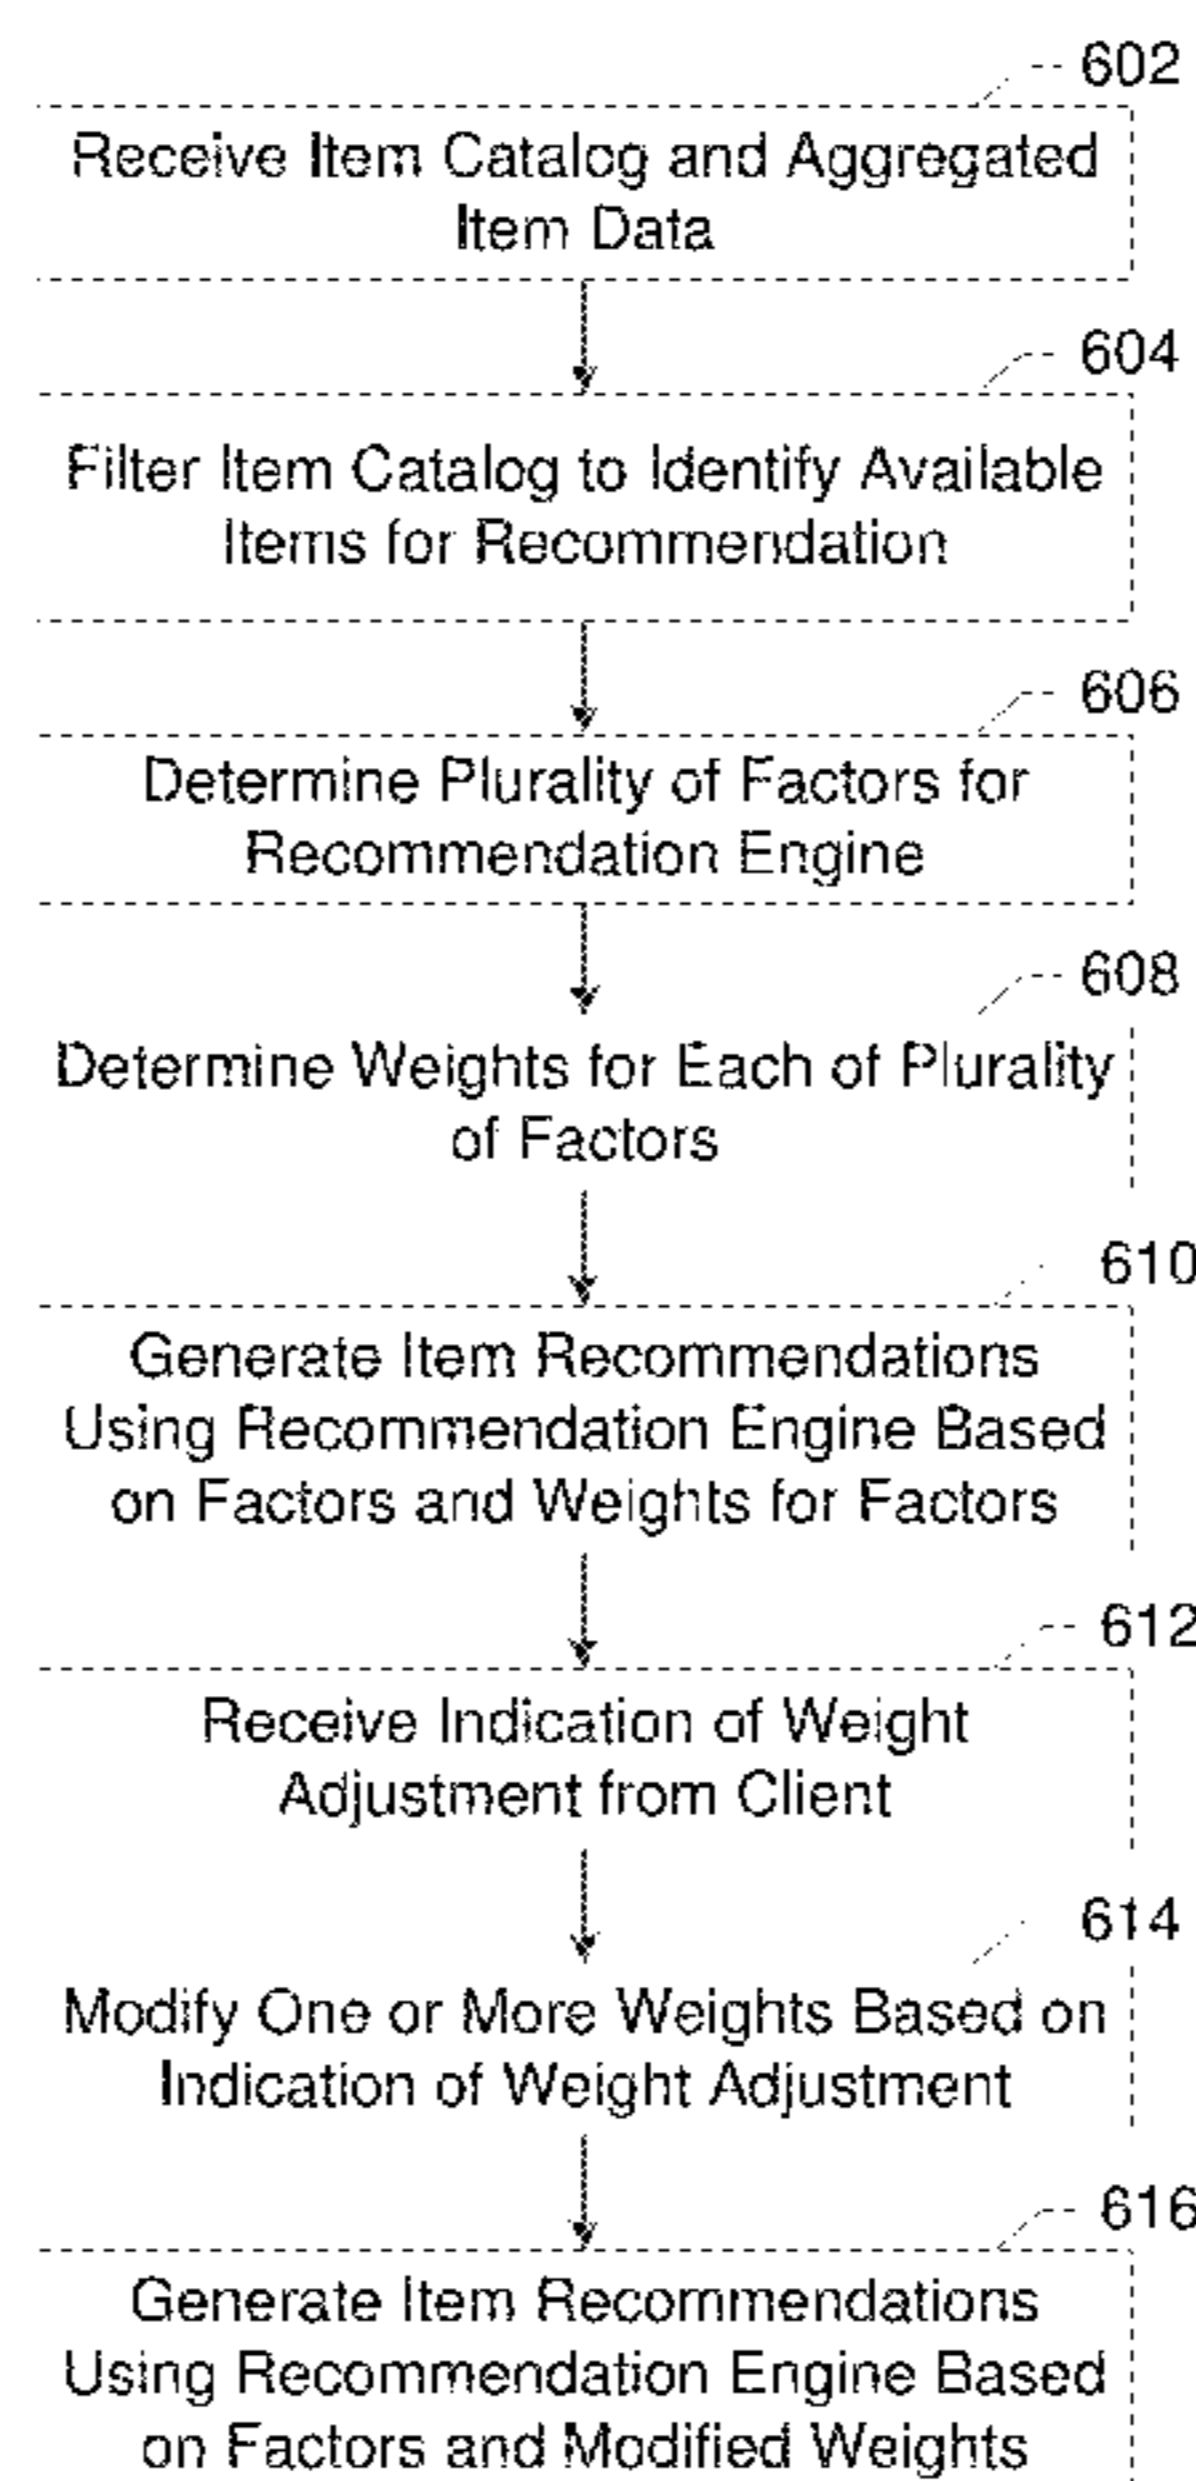 602
Receive Item Catalog and Aggregated
Item Data
604
Filter Item Catalog to Identify Available
Items for Recommendation
606
Determine Plurality of Factors for
Recommendation Engine
608
Determine Weights for Each of Plurality
of Factors
610
Generate Item Recommendations
Using Recommendation Engine Based
on Factors and Weights for Factors
612
Receive Indication of Weight
Adjustment from Client
614
Modify One or More Weights Based on
Indication of Weight Adjustment
616
Generate Item Recommendations
Using Recommendation Engine Based
on Factors and Modified Weights